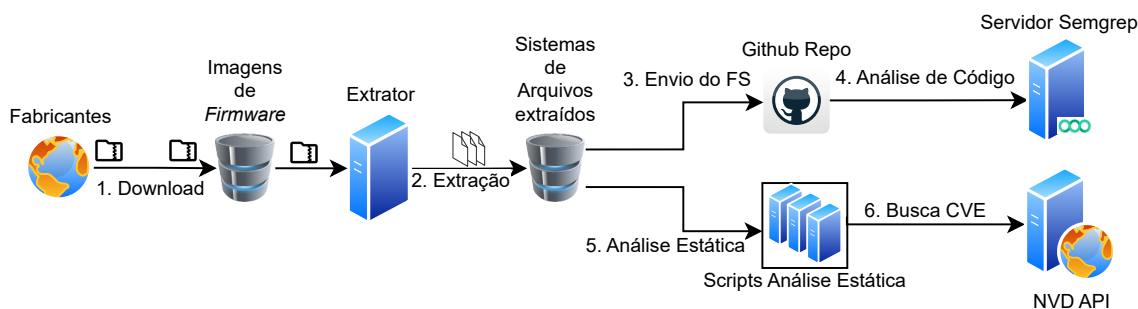 Fabricantes
1. Download
Imagens
de
Firmware
Extrator
2. Extração
Sistemas
de
Arquivos
extraídos
3. Envio do FS
Github Repo
4. Análise de Código
Servidor Semgrep
5. Análise Estática
Scripts Análise Estática
6. Busca CVE
NVD API